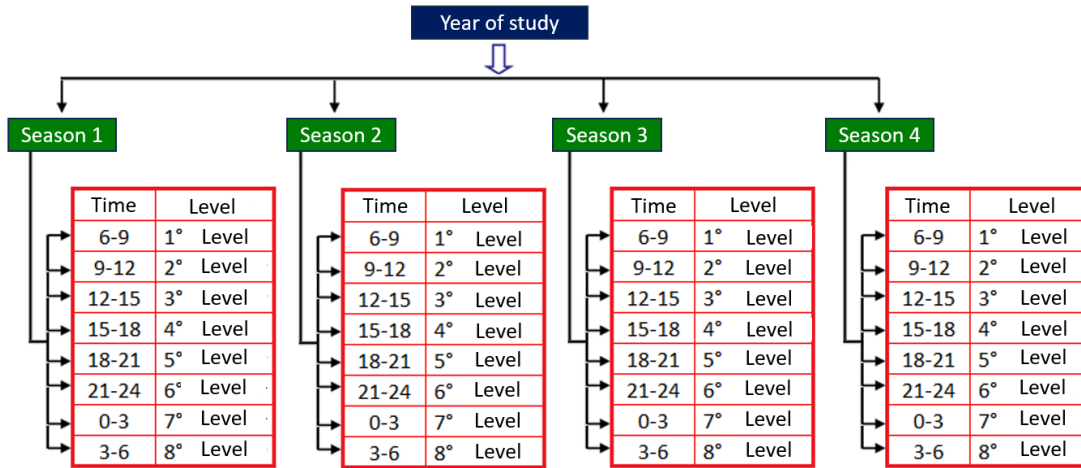 Year of study
Season 1
Season 2
Season 3
Season 4
Time Level
6-9 1° Level
9-12 2° Level
12-15 3° Level
15-18 4° Level
18-21 5° Level
21-24 6° Level
0-3 7° Level
3-6 8° Level
Time Level
6-9 1° Level
9-12 2° Level
12-15 3° Level
15-18 4° Level
18-21 5° Level
21-24 6° Level
0-3 7° Level
3-6 8° Level
Time Level
6-9 1° Level
9-12 2° Level
12-15 3° Level
15-18 4° Level
18-21 5° Level
21-24 6° Level
0-3 7° Level
3-6 8° Level
Time Level
6-9 1° Level
9-12 2° Level
12-15 3° Level
15-18 4° Level
18-21 5° Level
21-24 6° Level
0-3 7° Level
3-6 8° Level